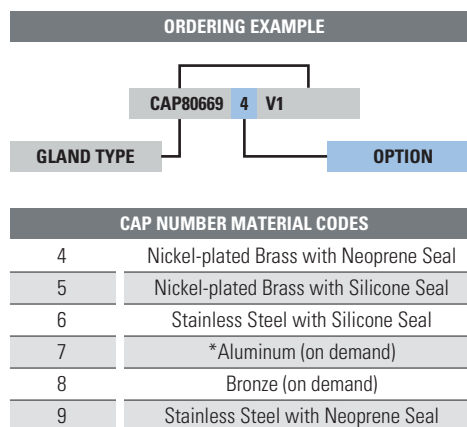 ORDERING EXAMPLE
CAP80669 4 V1
GLAND TYPE OPTION
CAP NUMBER MATERIAL CODES
4 Nickel-plated Brass with Neoprene Seal
5 Nickel-plated Brass with Silicone Seal
6 Stainless Steel with Silicone Seal
7 *Aluminum (on demand)
8 Bronze (on demand)
9 Stainless Steel with Neoprene Seal